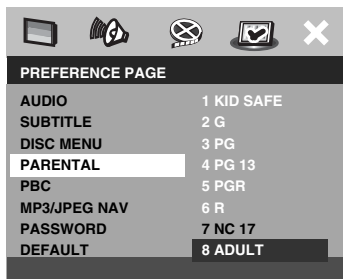 PREFERENCE PAGE
AUDIO 1 KID SAFE
SUBTITLE 2 G
DISC MENU 3 PG
PARENTAL 4 PG 13
PBC 5 PGR
MP3/JPEG NAV 6 R
PASSWORD 7 NC 17
DEFAULT 8 ADULT